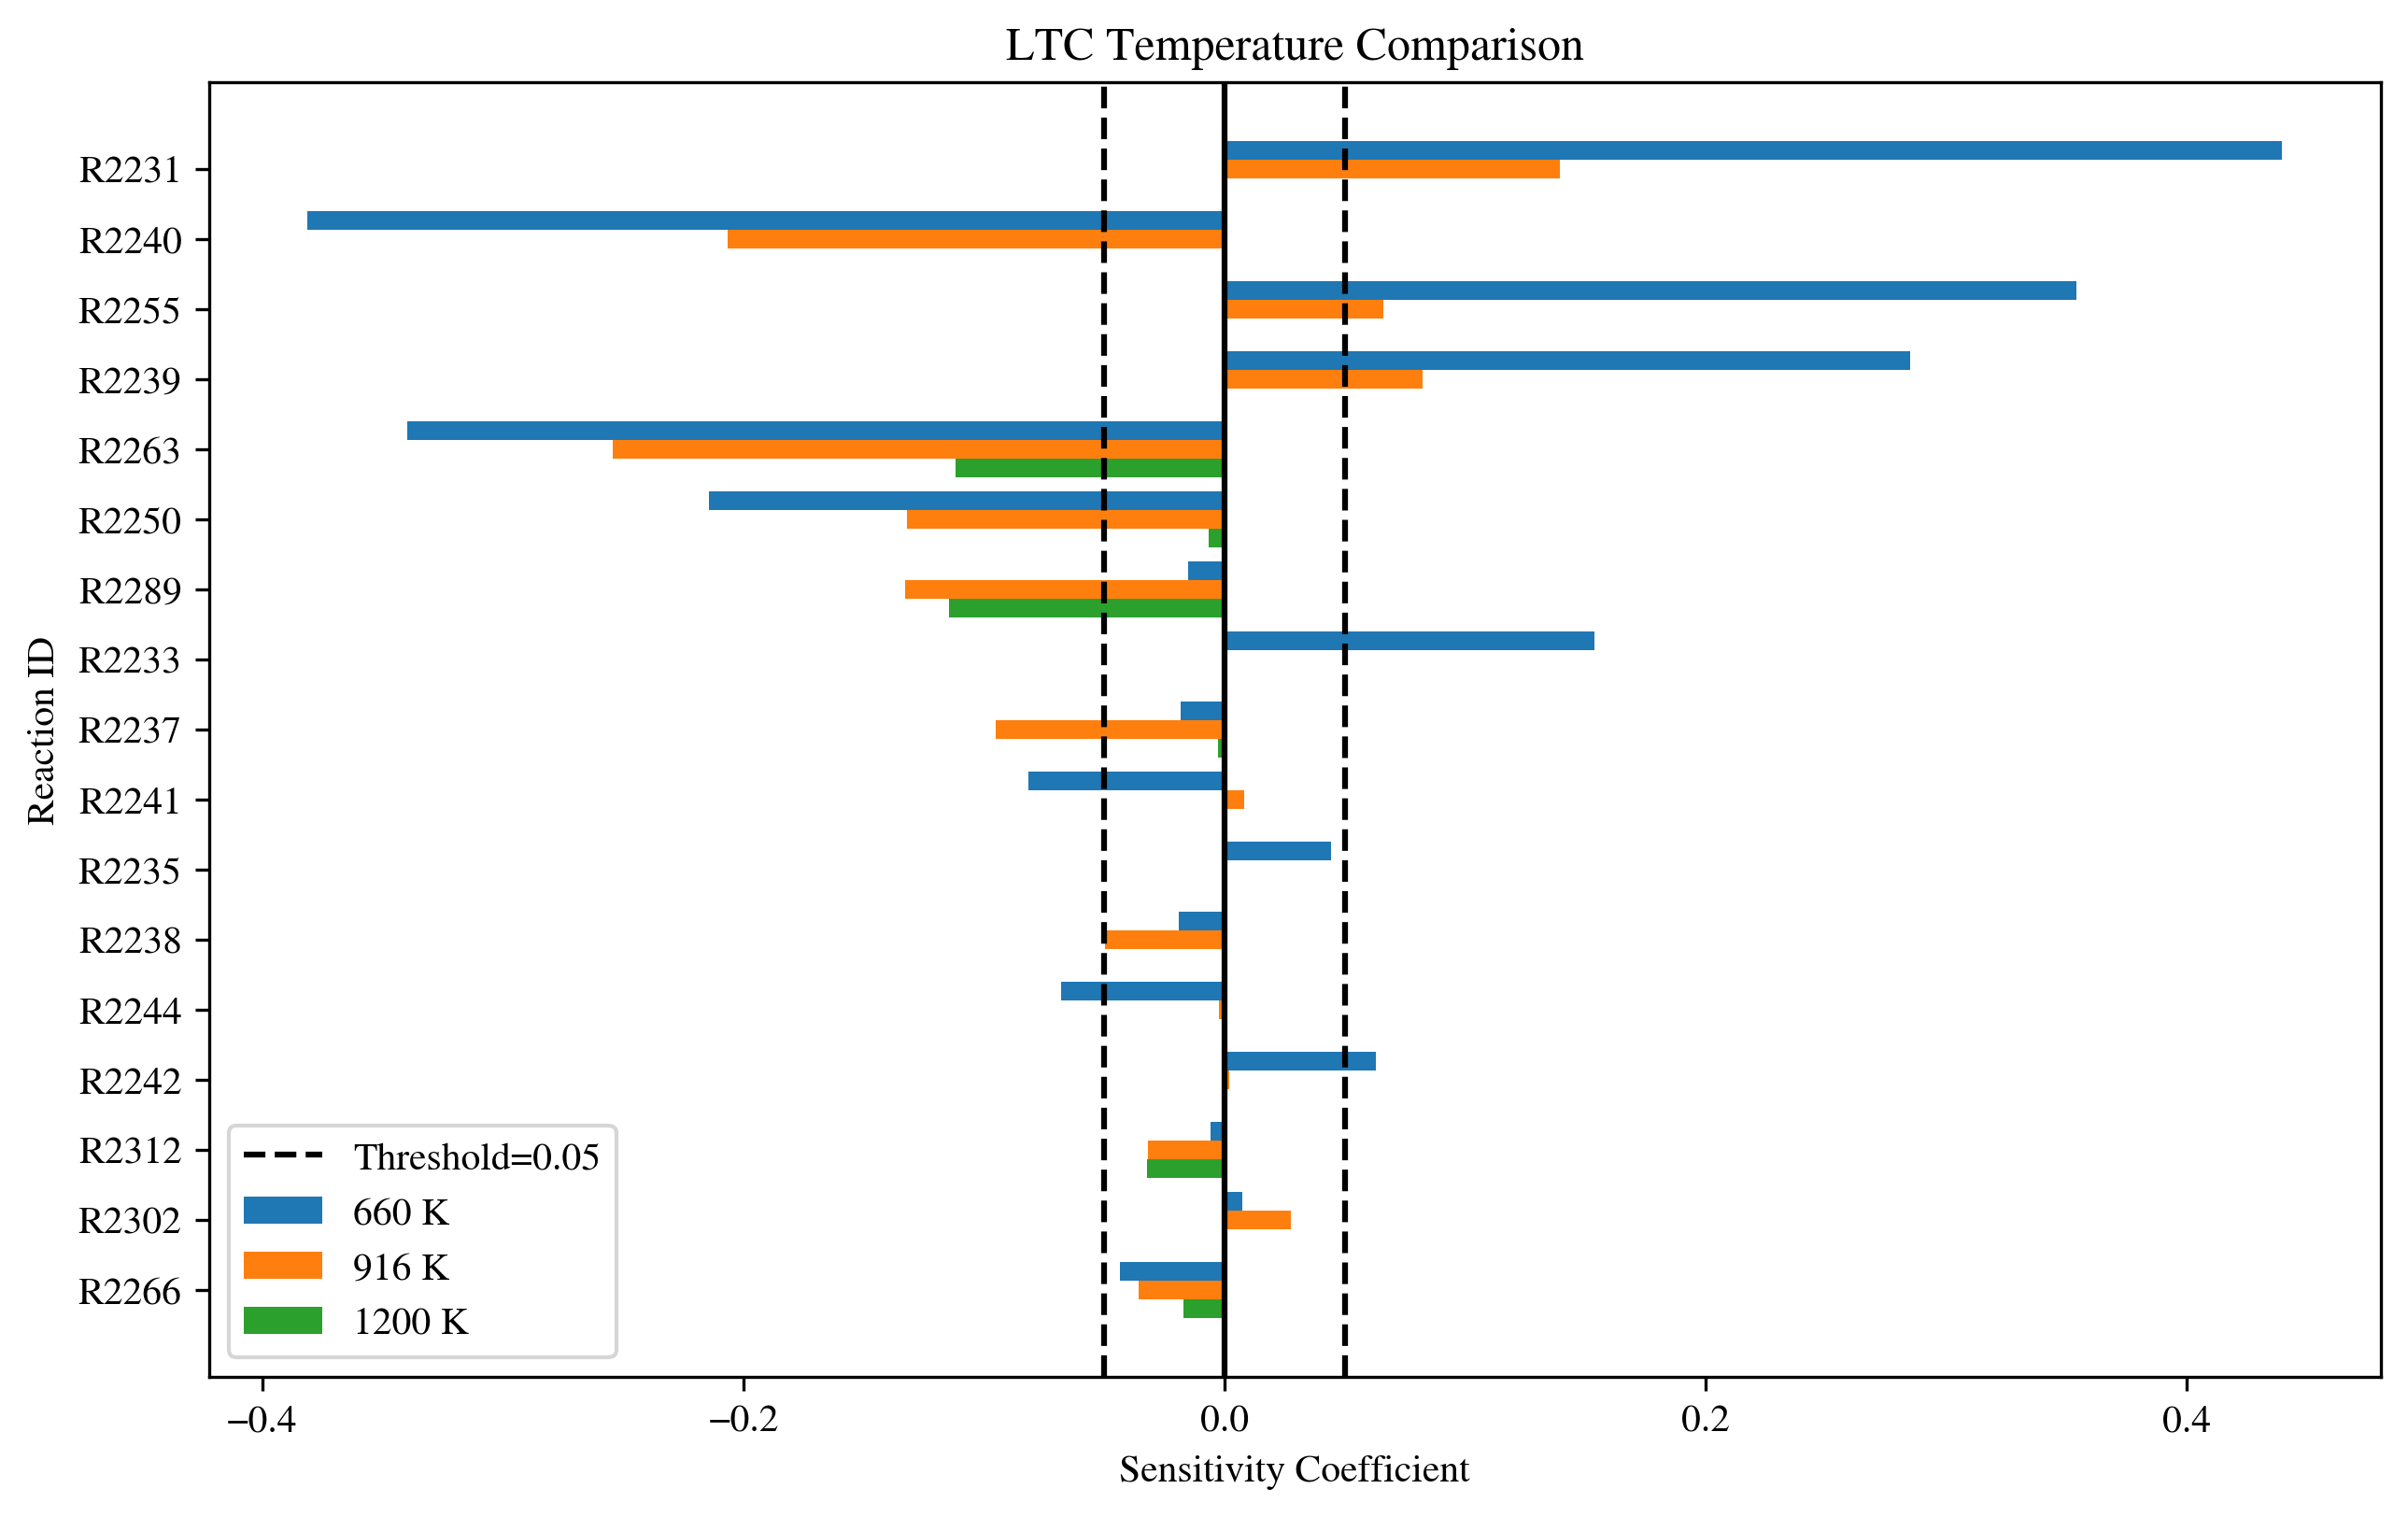 LTC Temperature Comparison
Reaction ID
R2231
R2240
R2255
R2239
R2263
R2250
R2289
R2233
R2237
R2241
R2235
R2238
R2244
R2242
R2312
R2302
R2266
Threshold=0.05
660 K
916 K
1200 K
−0.4
−0.2
0.0
0.2
0.4
Sensitivity Coefficient